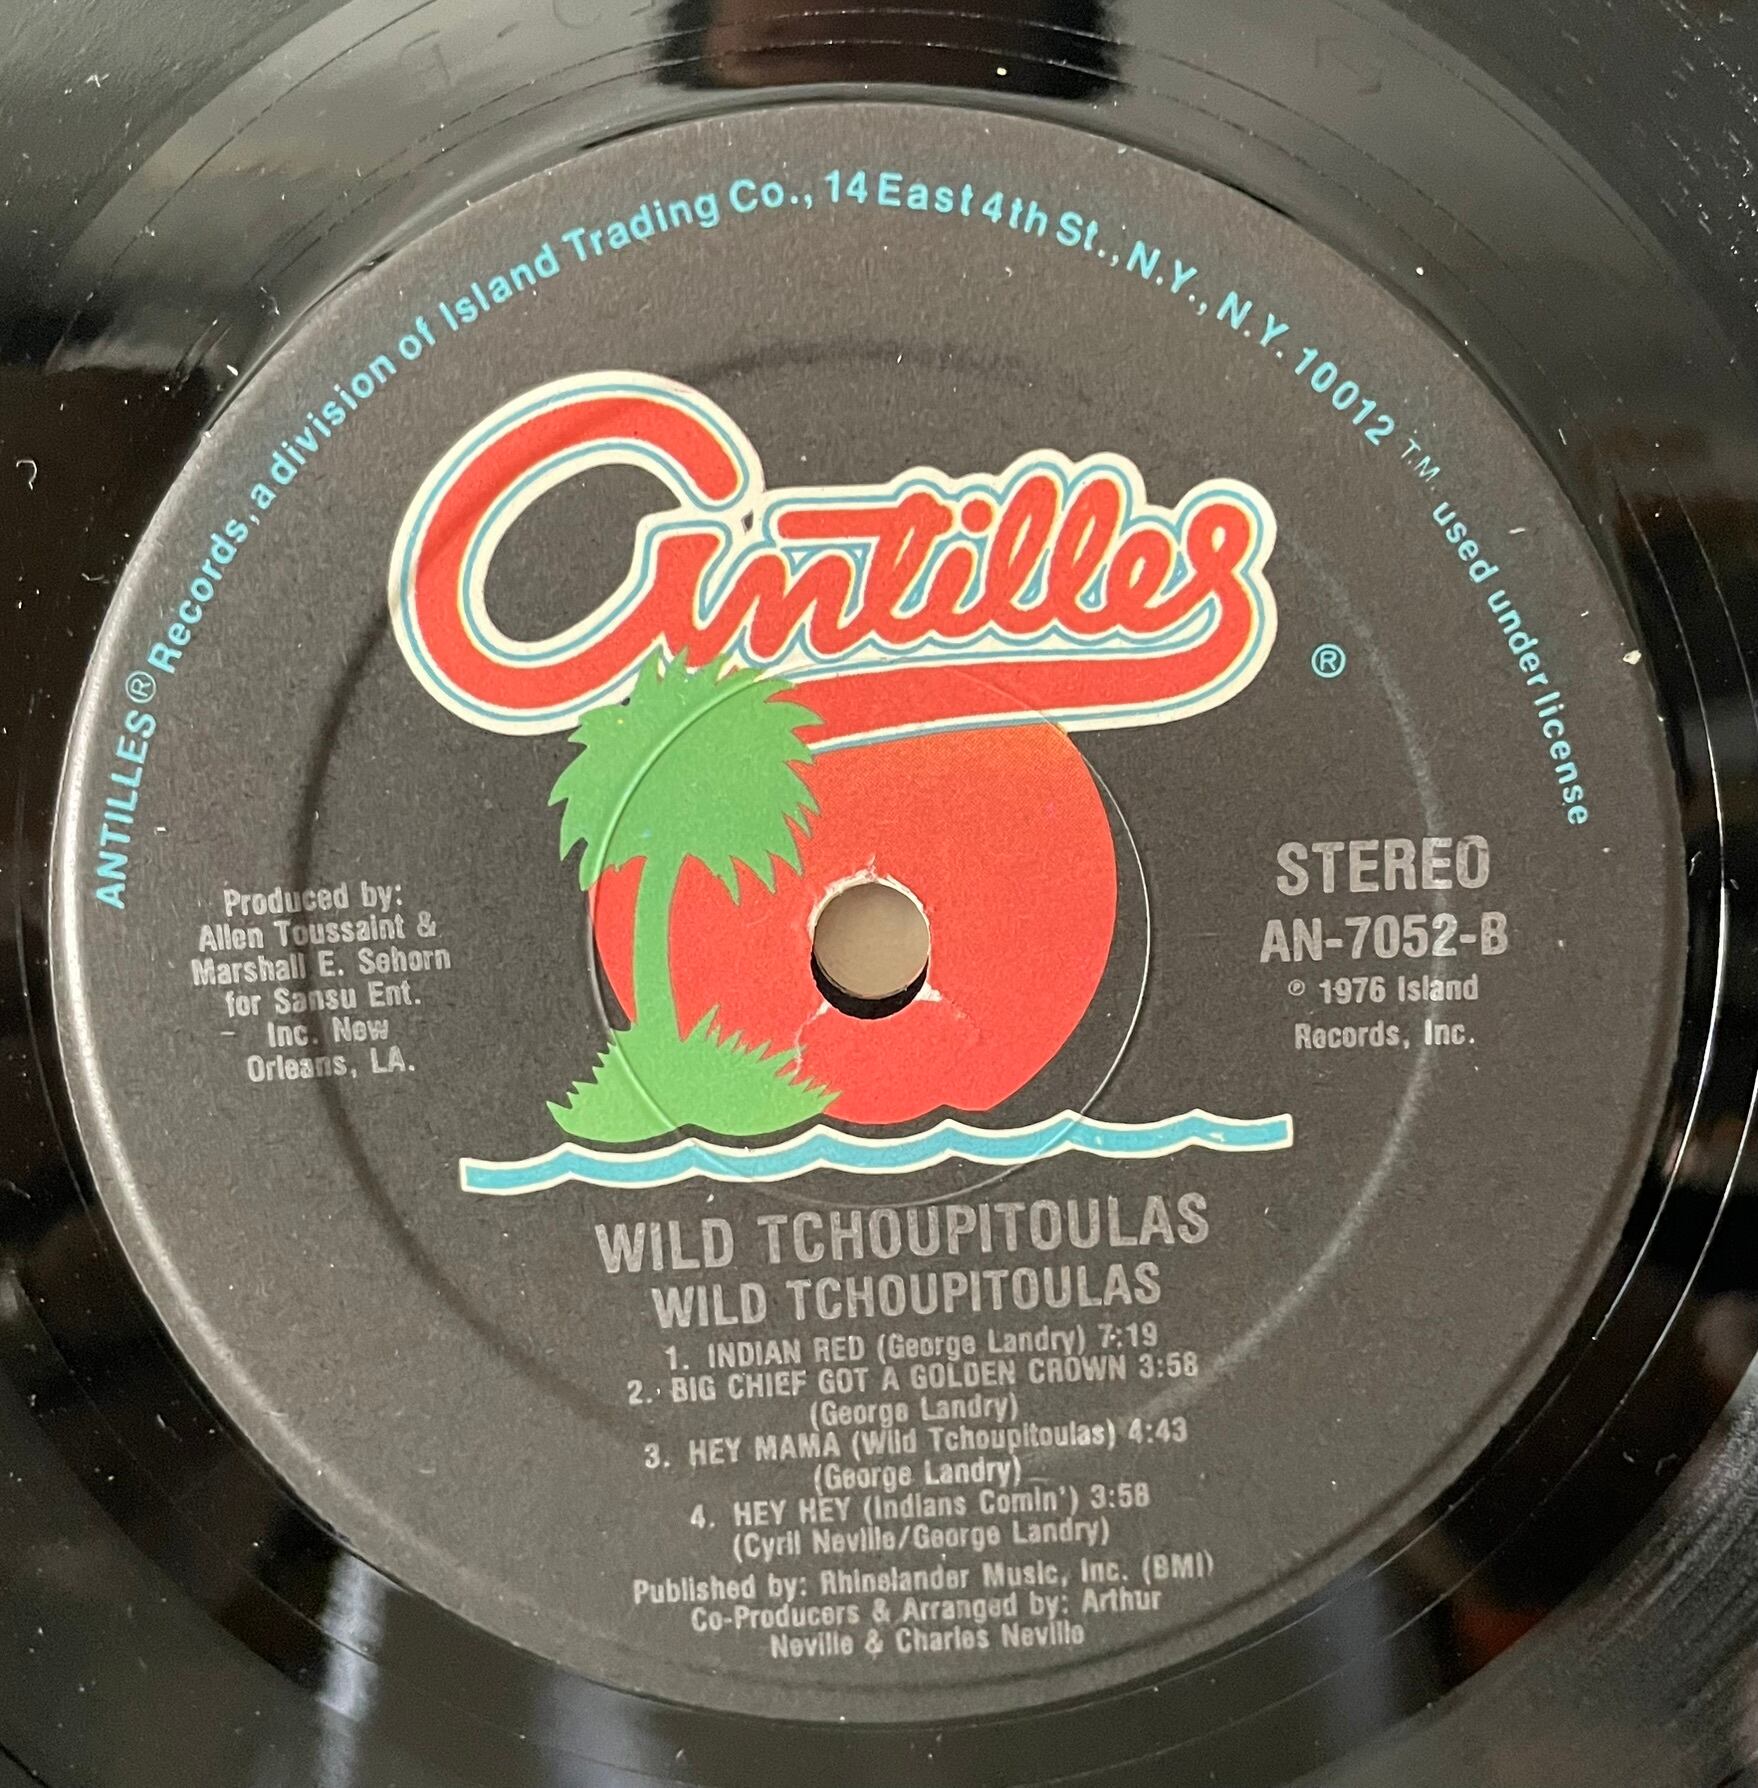 ANTILLES® Records, a division of Island Trading Co., 14 East 4th St., N.Y., N.Y. 10012 T.M. used under license
Antilles
®
Produced by:
Allen Toussaint &
Marshall E. Sehorn
for Sansu Ent.
Inc. New
Orleans, LA.
STEREO
AN-7052-B
℗ 1976 Island
Records, Inc.
WILD TCHOUPITOULAS
WILD TCHOUPITOULAS
1. INDIAN RED (George Landry) 7:19
2. BIG CHIEF GOT A GOLDEN CROWN 3:58
(George Landry)
3. HEY MAMA (Wild Tchoupitoulas) 4:43
(George Landry)
4. HEY HEY (Indians Comin') 3:58
(Cyril Neville/George Landry)
Published by: Rhinelander Music, Inc. (BMI)
Co-Producers & Arranged by: Arthur
Neville & Charles Neville